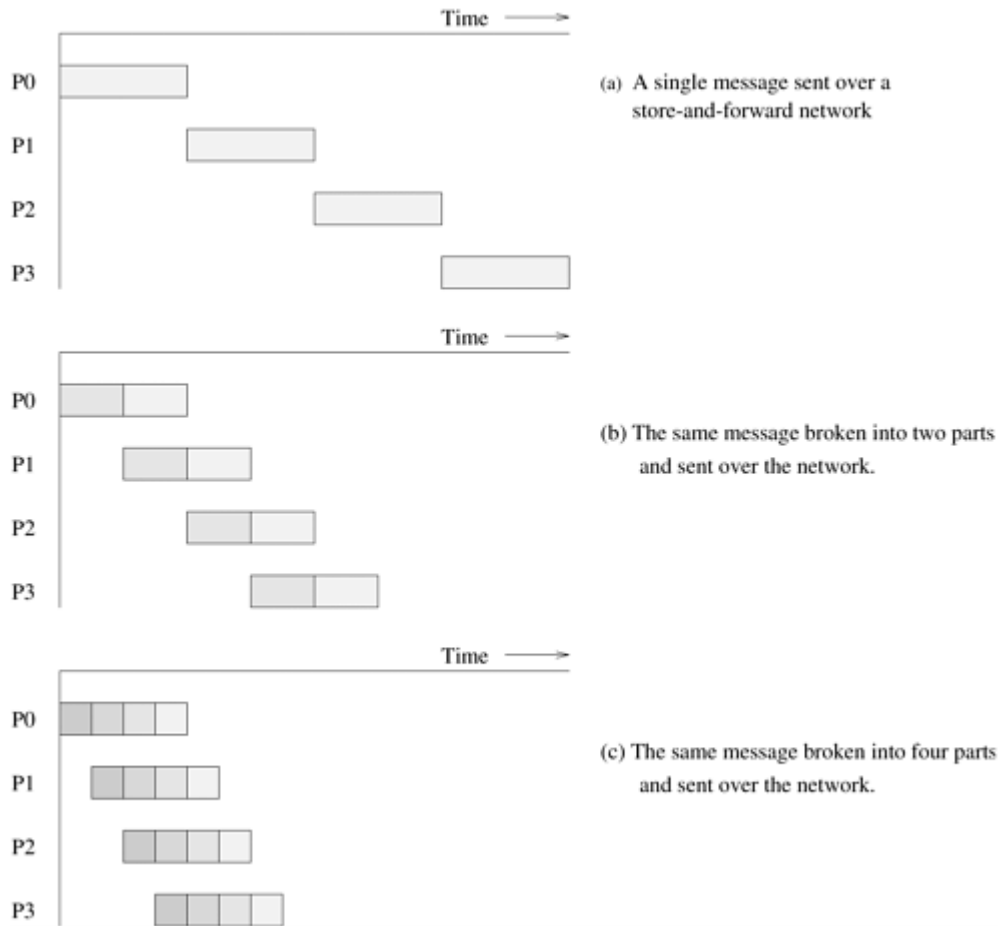 Time
P0
(a) A single message sent over a
store-and-forward network
P1
P2
P3
Time
P0
(b) The same message broken into two parts
P1
and sent over the network.
P2
P3
Time
P0
(c) The same message broken into four parts
P1
and sent over the network.
P2
P3